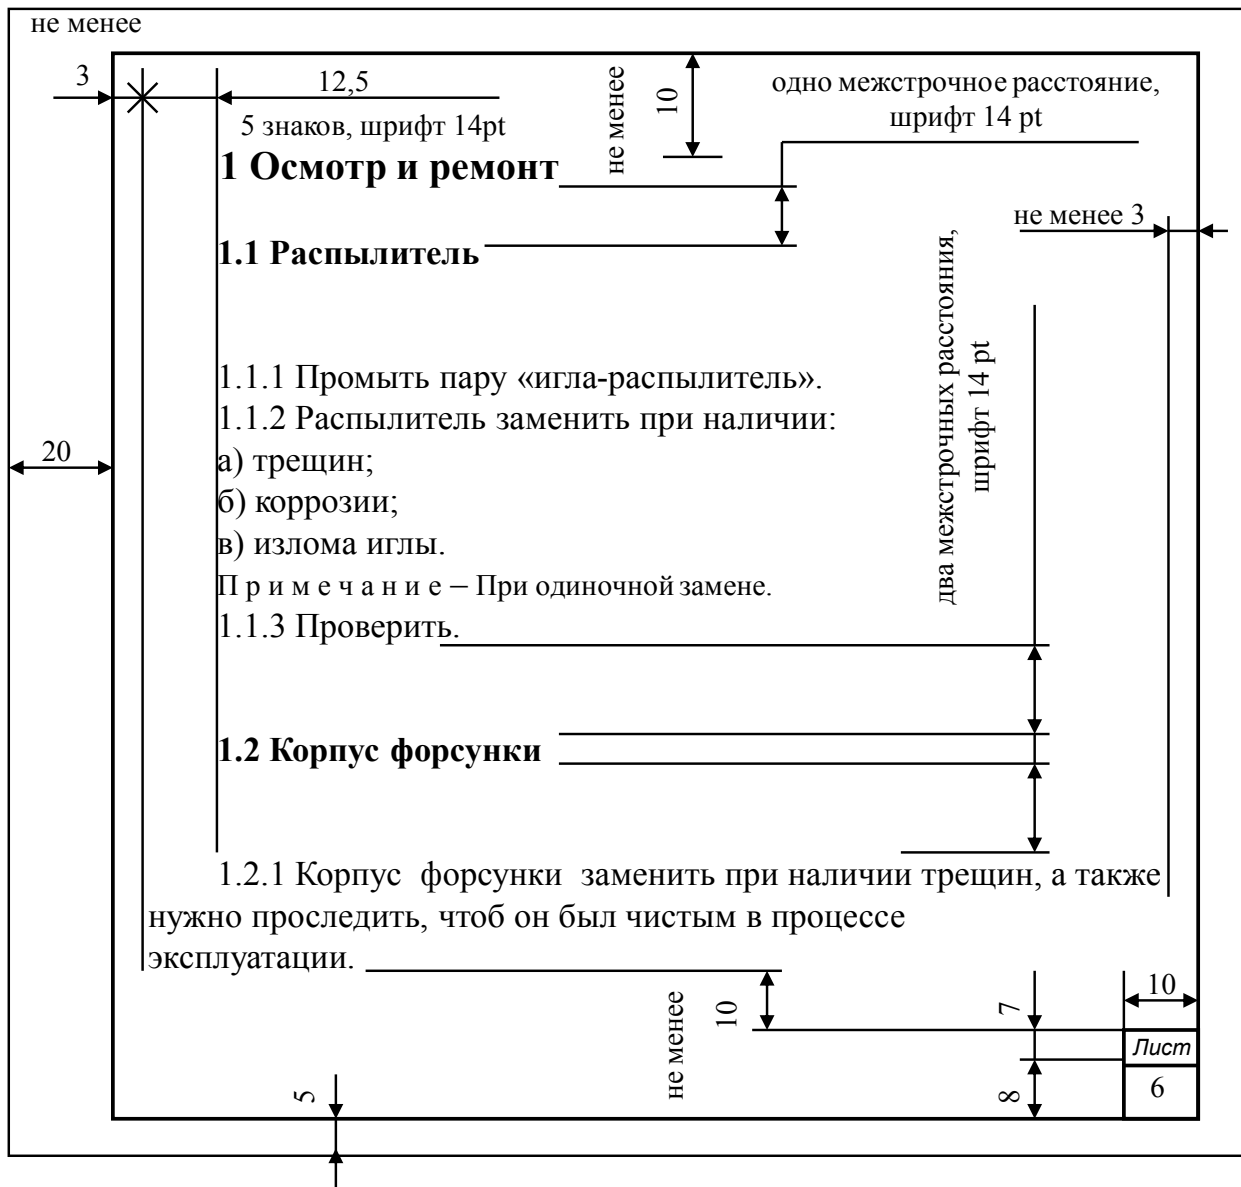 не менее
3
12,5
5 знаков, шрифт 14pt
не менее
10
одно межстрочное расстояние,
шрифт 14 pt
1 Осмотр и ремонт
не менее 3
1.1 Распылитель
два межстрочных расстояния,
шрифт 14 pt
1.1.1 Промыть пару «игла-распылитель».
1.1.2 Распылитель заменить при наличии:
20
а) трещин;
б) коррозии;
в) излома иглы.
П р и м е ч а н и е – При одиночной замене.
1.1.3 Проверить.
1.2 Корпус форсунки
1.2.1 Корпус форсунки заменить при наличии трещин, а также
нужно проследить, чтоб он был чистым в процессе
эксплуатации.
не менее
10
7
10
Лист
6
8
5